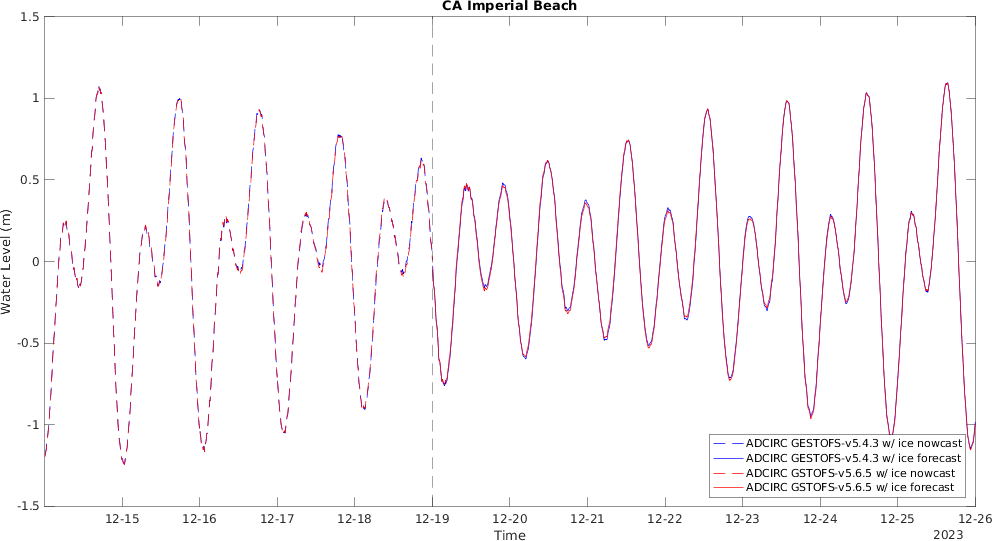 CA Imperial Beach
Water Level (m)
1.5
1
0.5
0
-0.5
-1
-1.5
ADCIRC GESTOFS-v5.4.3 w/ ice nowcast
ADCIRC GESTOFS-v5.4.3 w/ ice forecast
ADCIRC GSTOFS-v5.6.5 w/ ice nowcast
ADCIRC GSTOFS-v5.6.5 w/ ice forecast
12-15 12-16 12-17 12-18 12-19 12-20 12-21 12-22 12-23 12-24 12-25 12-26
Time
2023